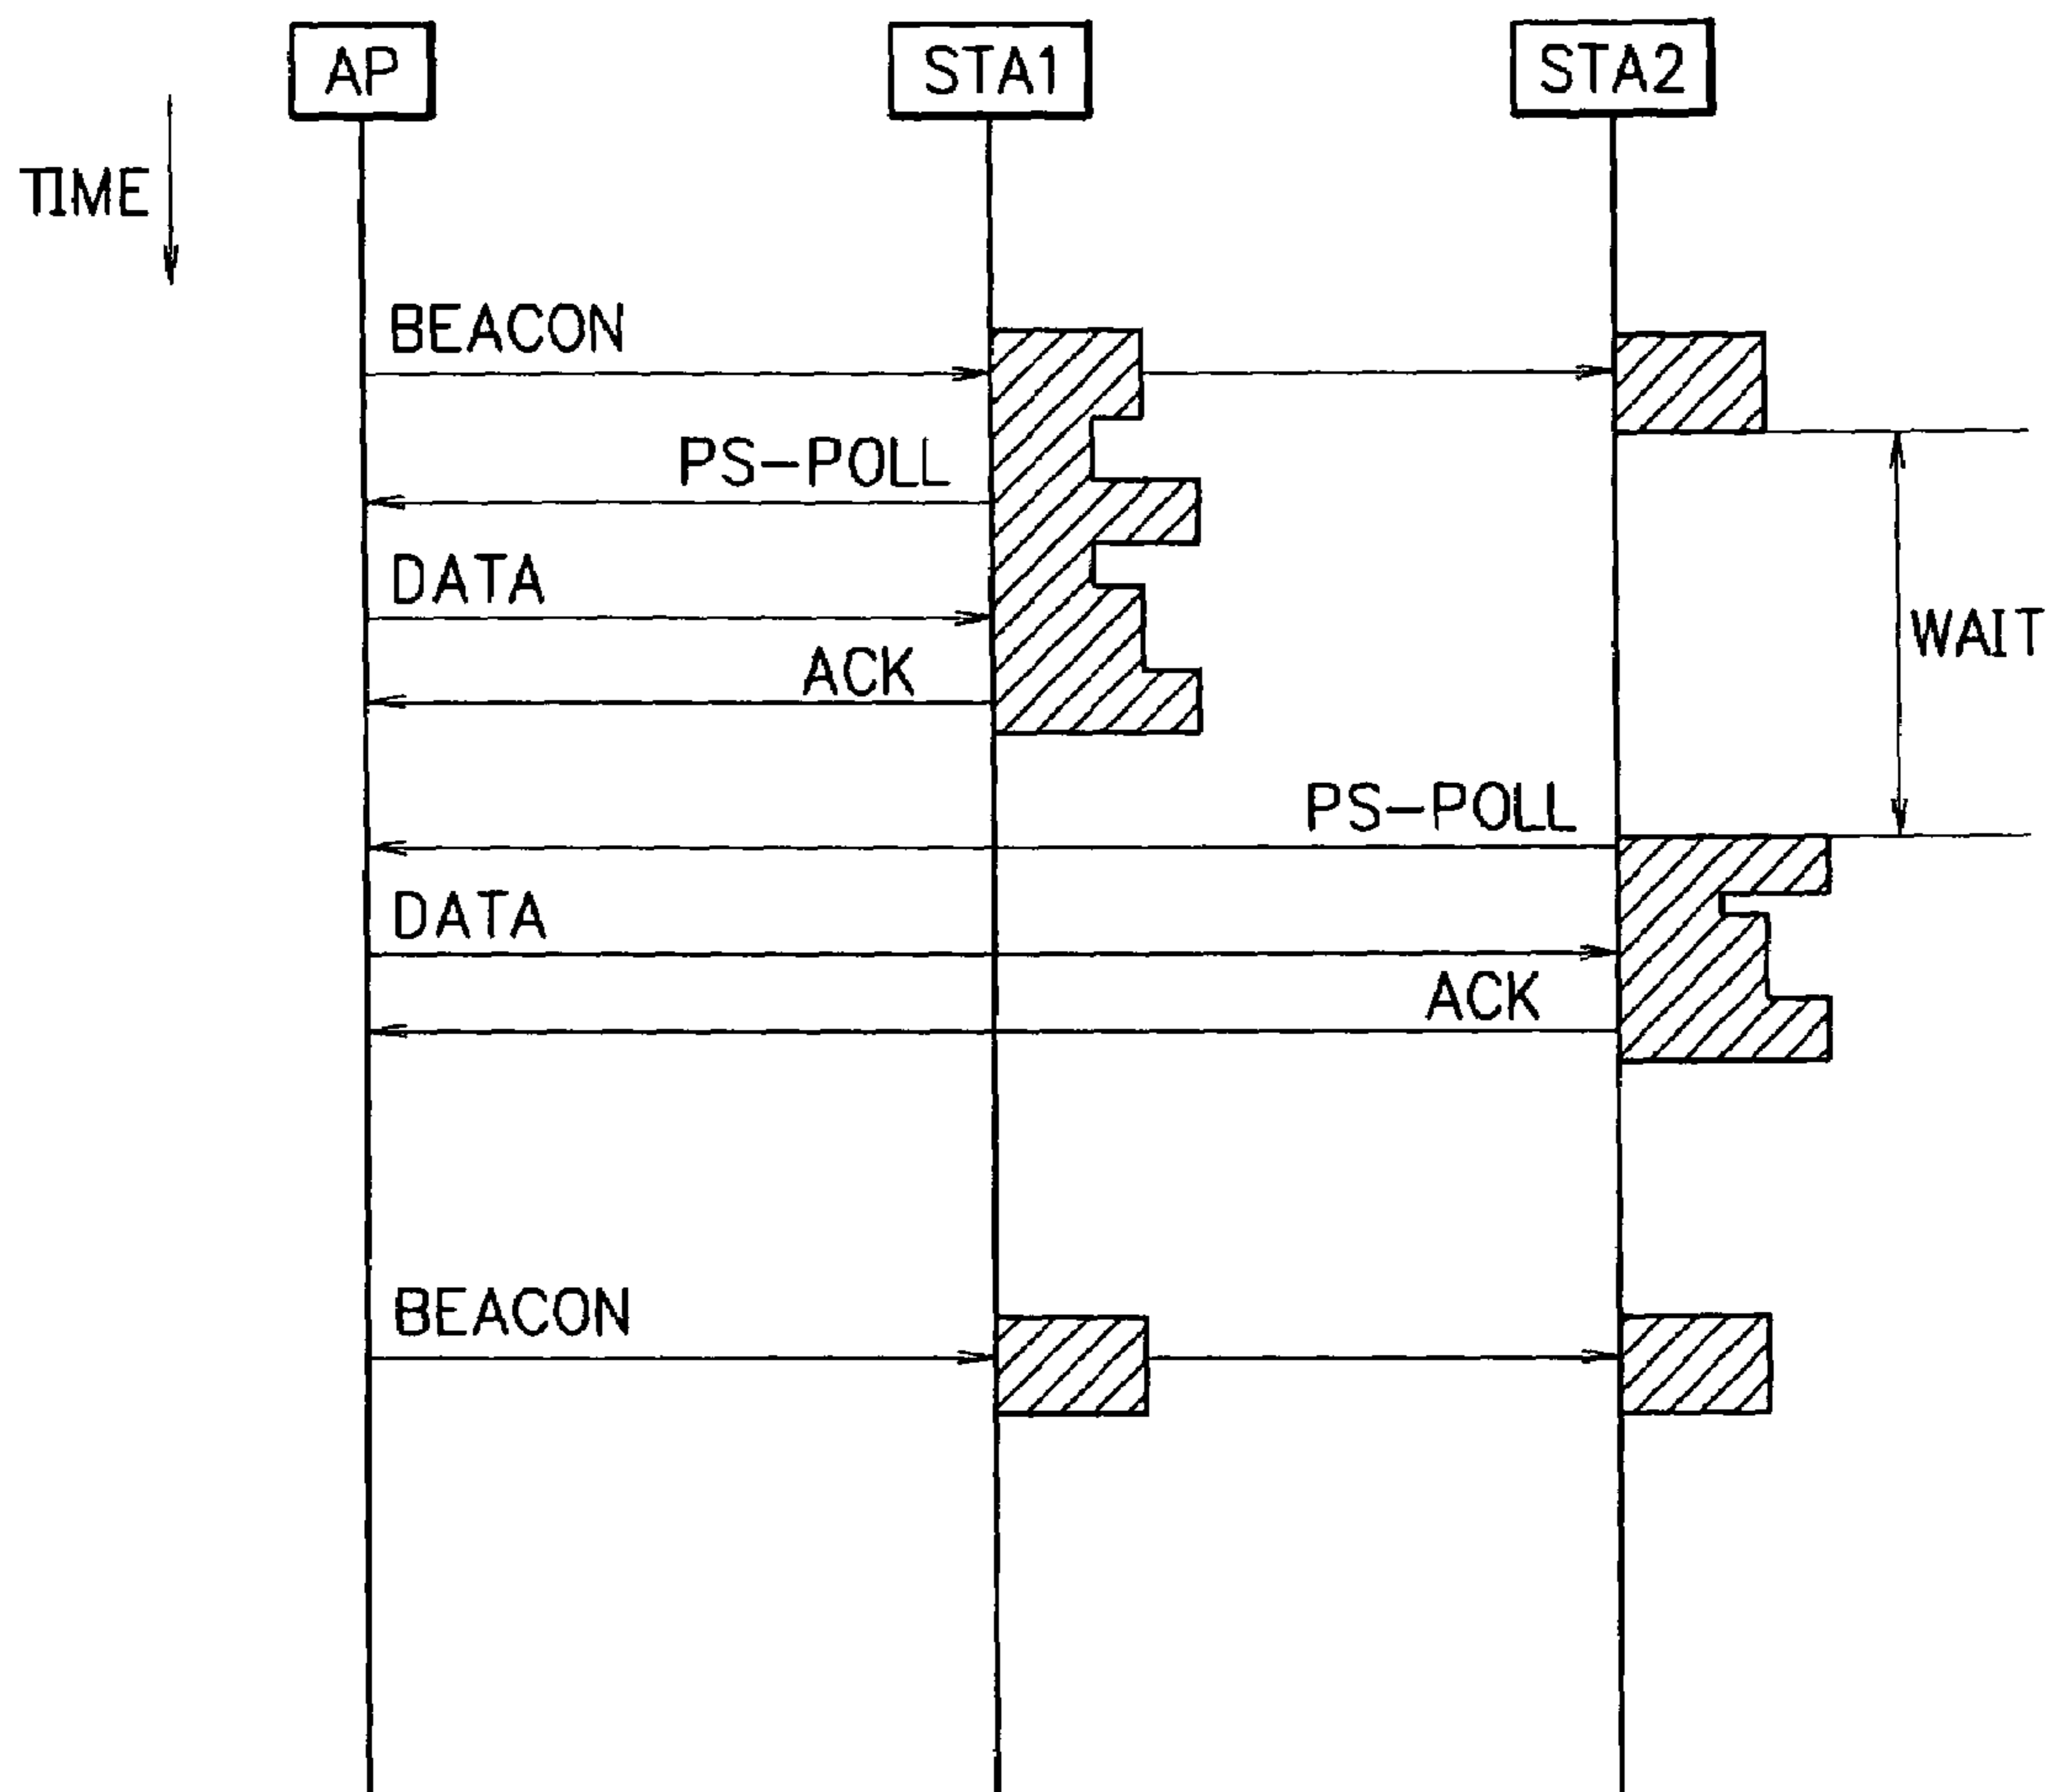 AP
STA1
STA2
TIME
BEACON
PS-POLL
DATA
WAIT
ACK
PS-POLL
DATA
ACK
BEACON